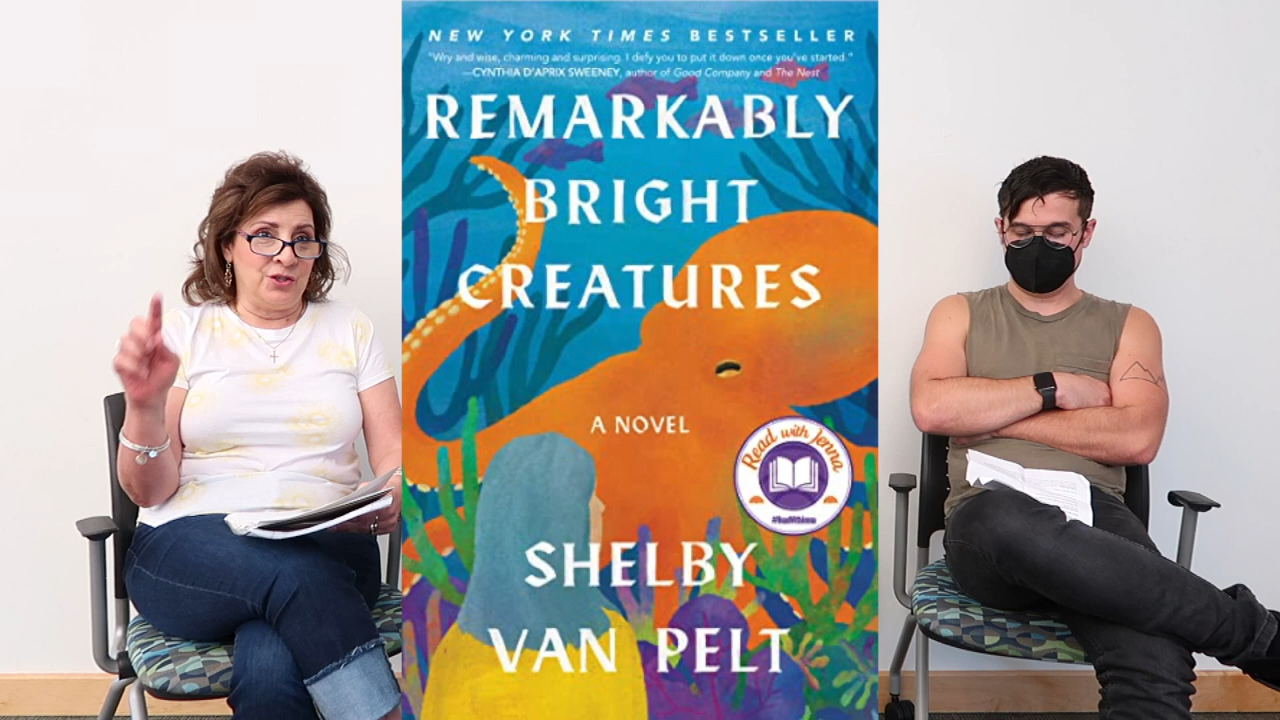 NEW YORK TIMES BESTSELLER
"Wry and wise, charming and surprising. I defy you to put it down once you've started."
—CYNTHIA D'APRIX SWEENEY, author of Good Company and The Nest
REMARKABLY
BRIGHT
CREATURES
A NOVEL
Read with Jenna
SHELBY
VAN PELT